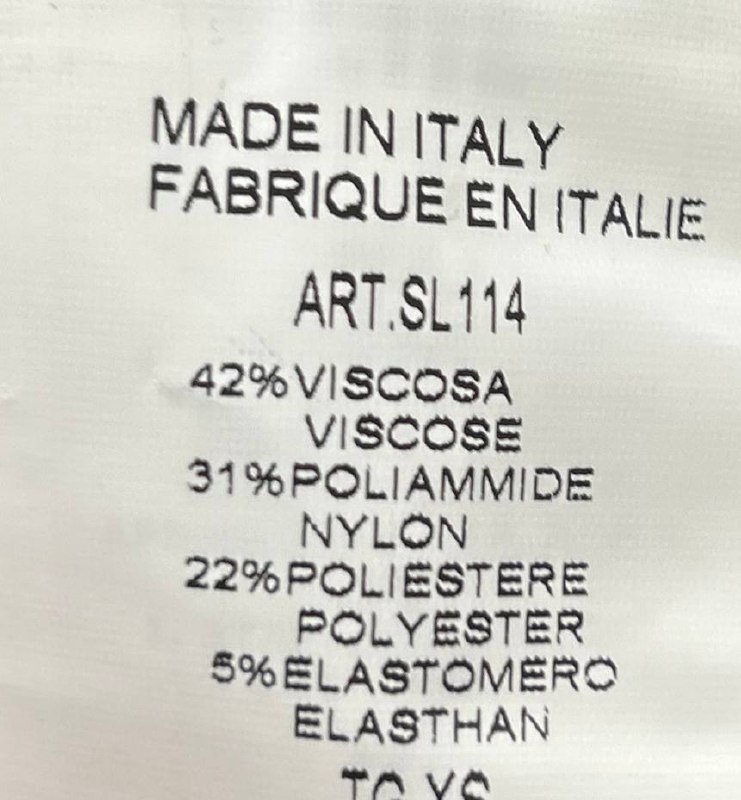 MADE IN ITALY
FABRIQUE EN ITALIE
ART.SL114
42%VISCOSA
VISCOSE
31%POLIAMMIDE
NYLON
22%POLIESTERE
POLYESTER
5%ELASTOMERO
ELASTHAN